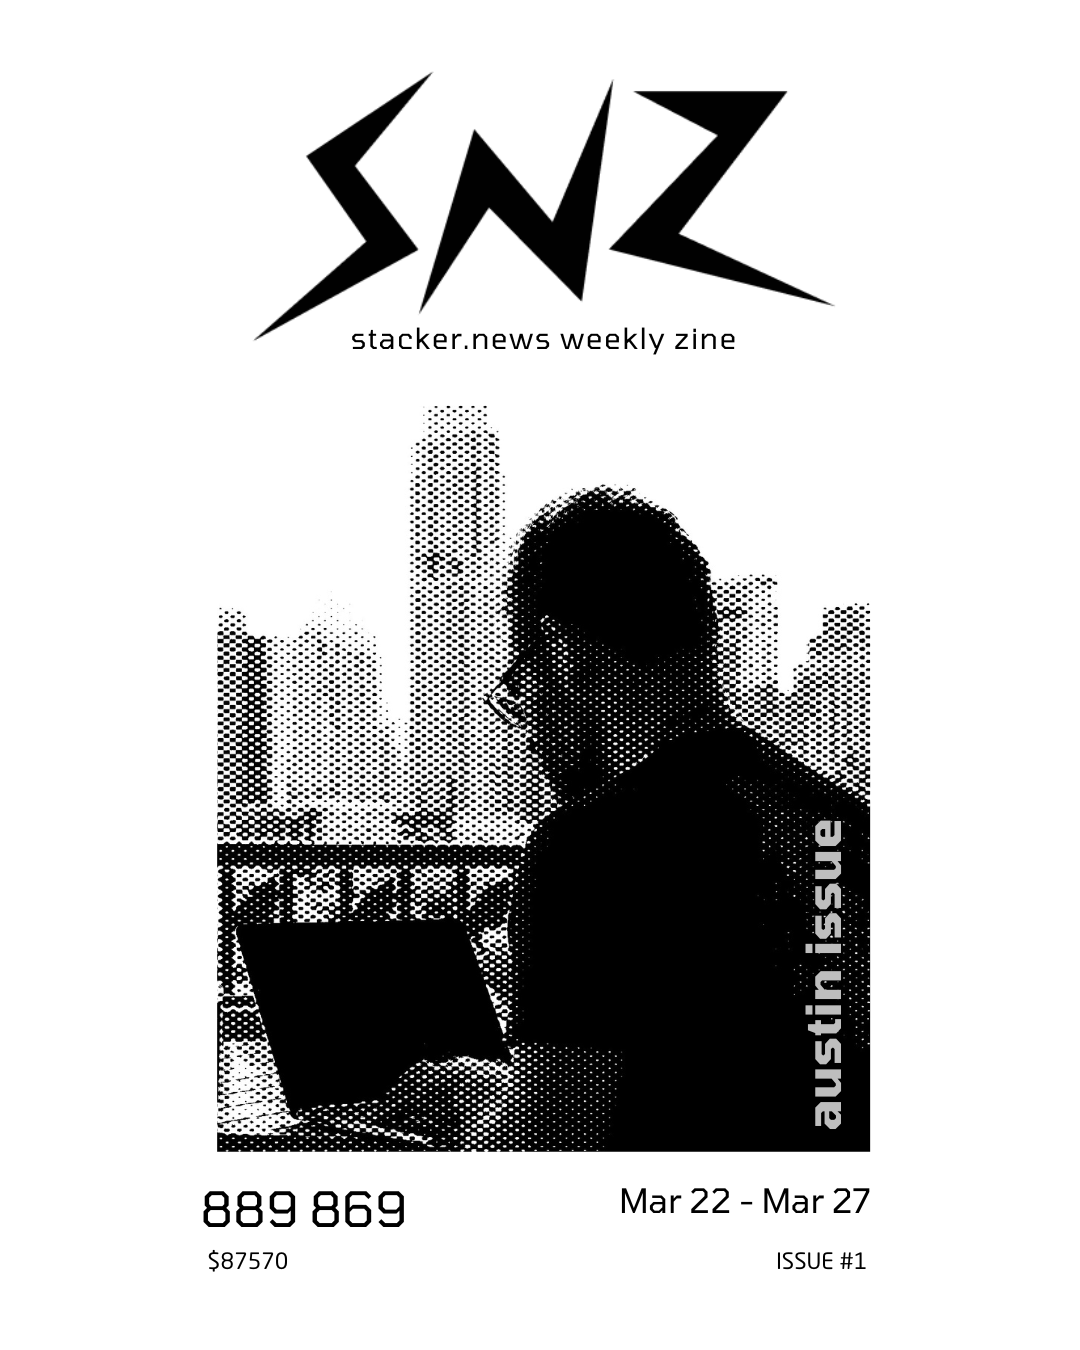 SNZ
stacker.news weekly zine
austin issue
889 869
Mar 22 - Mar 27
$87570
ISSUE #1